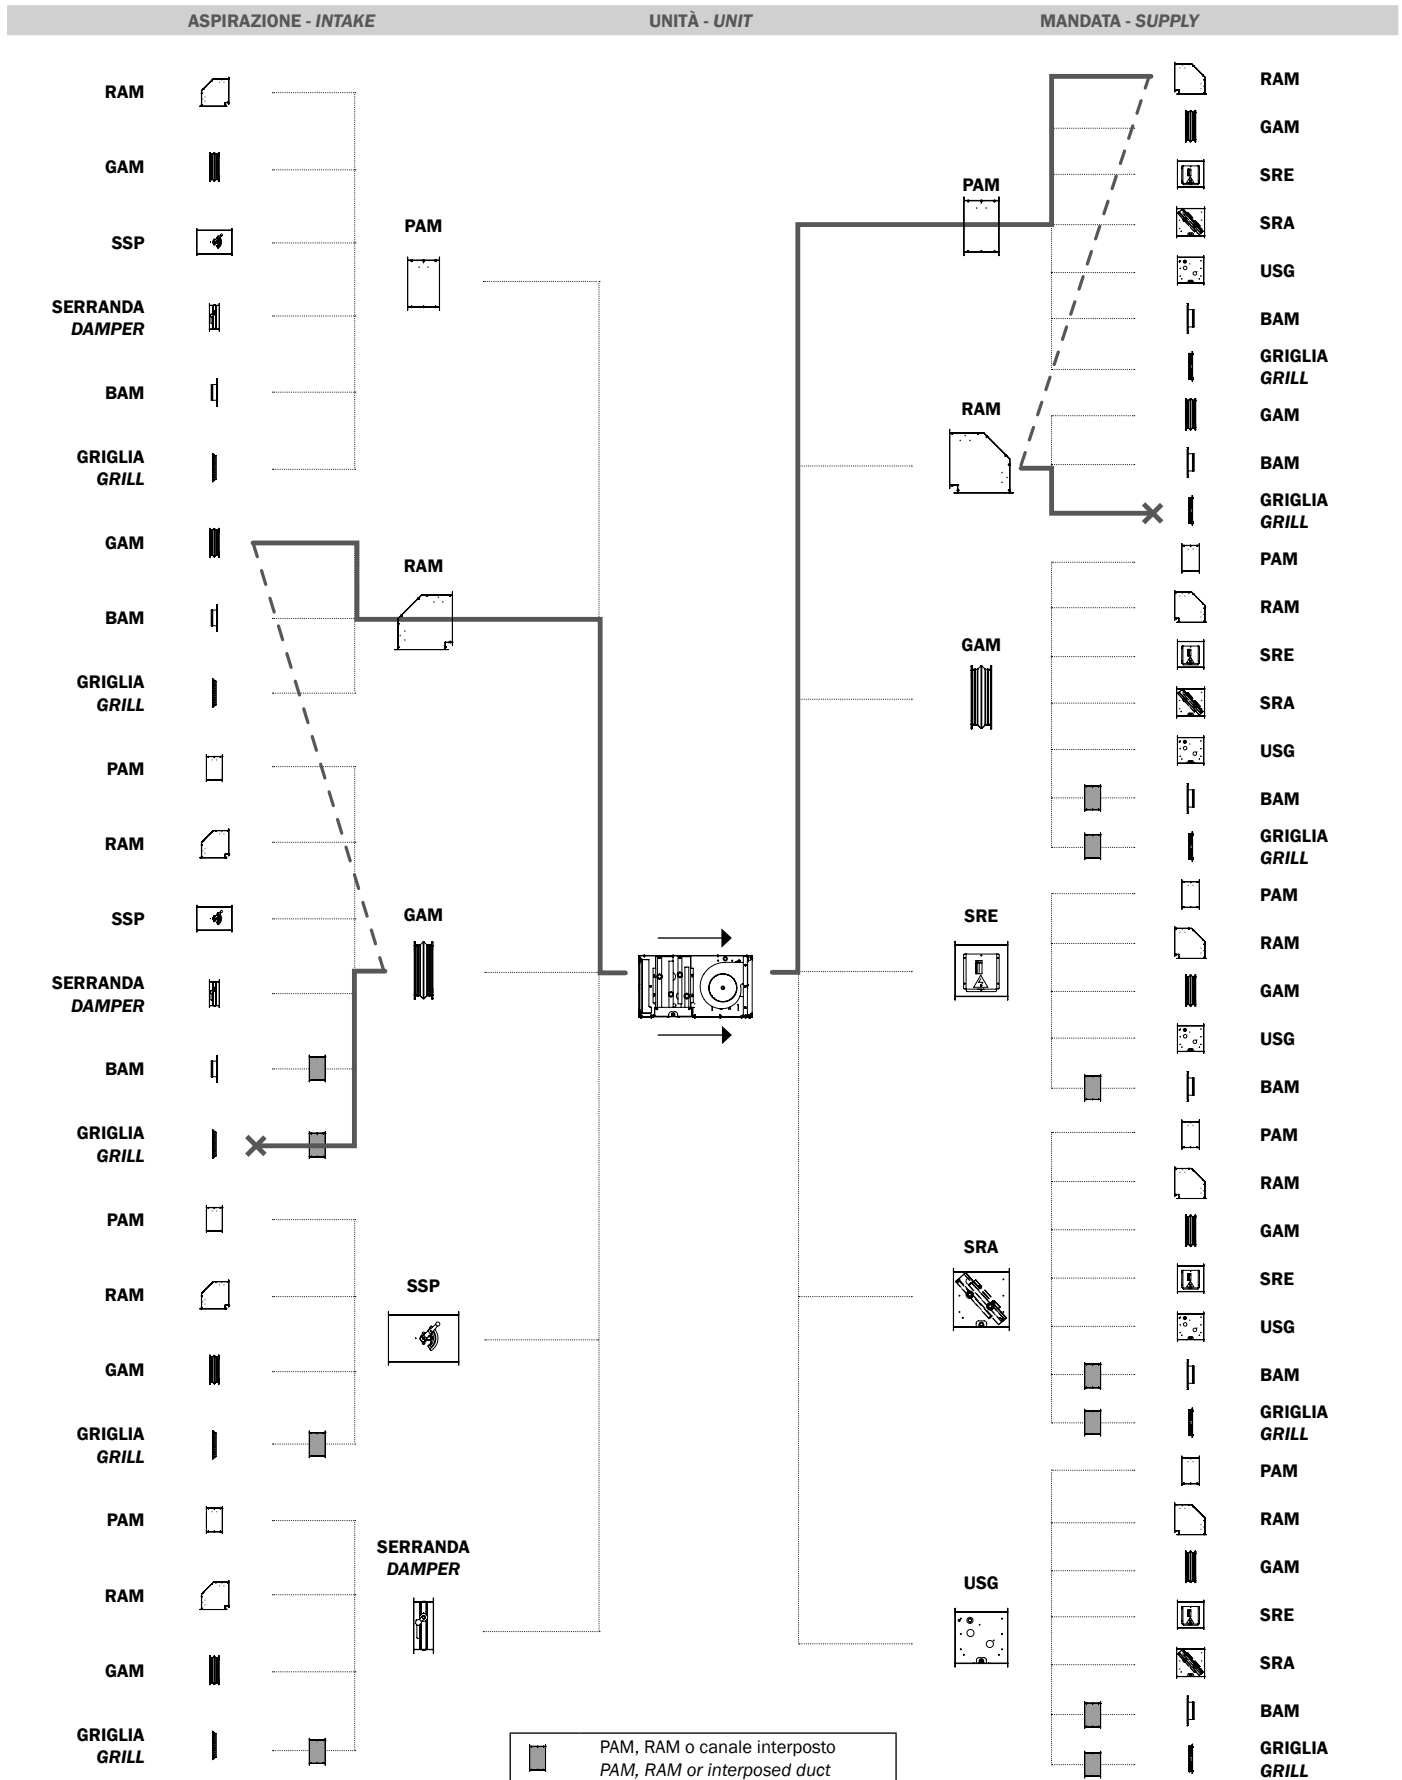 ASPIRAZIONE - INTAKE
UNITÀ - UNIT
MANDATA - SUPPLY
RAM
GAM
SSP
SERRANDA
DAMPER
BAM
GRIGLIA
GRILL
GAM
BAM
GRIGLIA
GRILL
PAM
RAM
SSP
SERRANDA
DAMPER
BAM
GRIGLIA
GRILL
PAM
RAM
GAM
GRIGLIA
GRILL
PAM
RAM
GAM
GRIGLIA
GRILL
PAM
RAM
GAM
SSP
SERRANDA
DAMPER
PAM, RAM o canale interposto
PAM, RAM or interposed duct
PAM
RAM
GAM
SRE
SRA
USG
RAM
GAM
SRE
SRA
USG
BAM
GRIGLIA
GRILL
GAM
BAM
GRIGLIA
GRILL
PAM
RAM
SRE
SRA
USG
BAM
GRIGLIA
GRILL
PAM
RAM
GAM
USG
BAM
PAM
RAM
GAM
SRE
USG
BAM
GRIGLIA
GRILL
PAM
RAM
GAM
SRE
SRA
BAM
GRIGLIA
GRILL